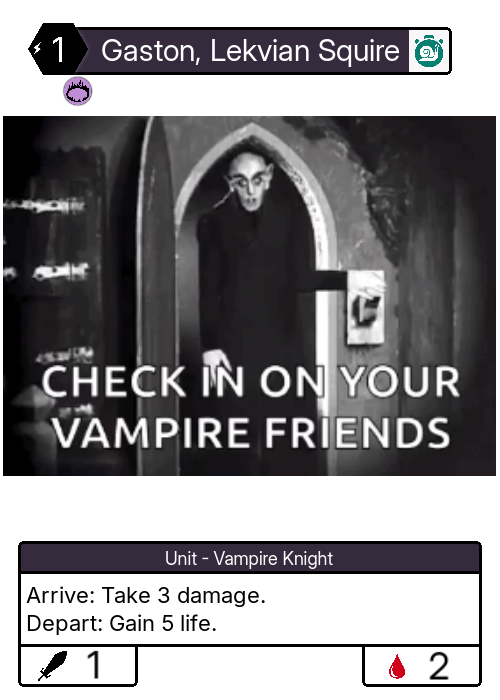 1 Gaston, Lekvian Squire
CHECK IN ON YOUR
VAMPIRE FRIENDS
Unit - Vampire Knight
Arrive: Take 3 damage.
Depart: Gain 5 life.
1 2